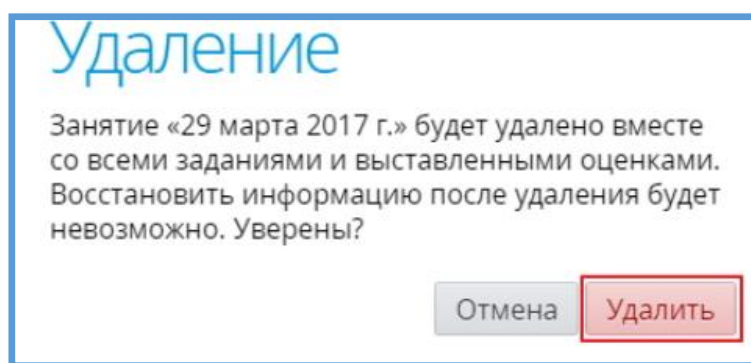 Удаление
Занятие «29 марта 2017 г.» будет удалено вместе
со всеми заданиями и выставленными оценками.
Восстановить информацию после удаления будет
невозможно. Уверены?
Отмена Удалить